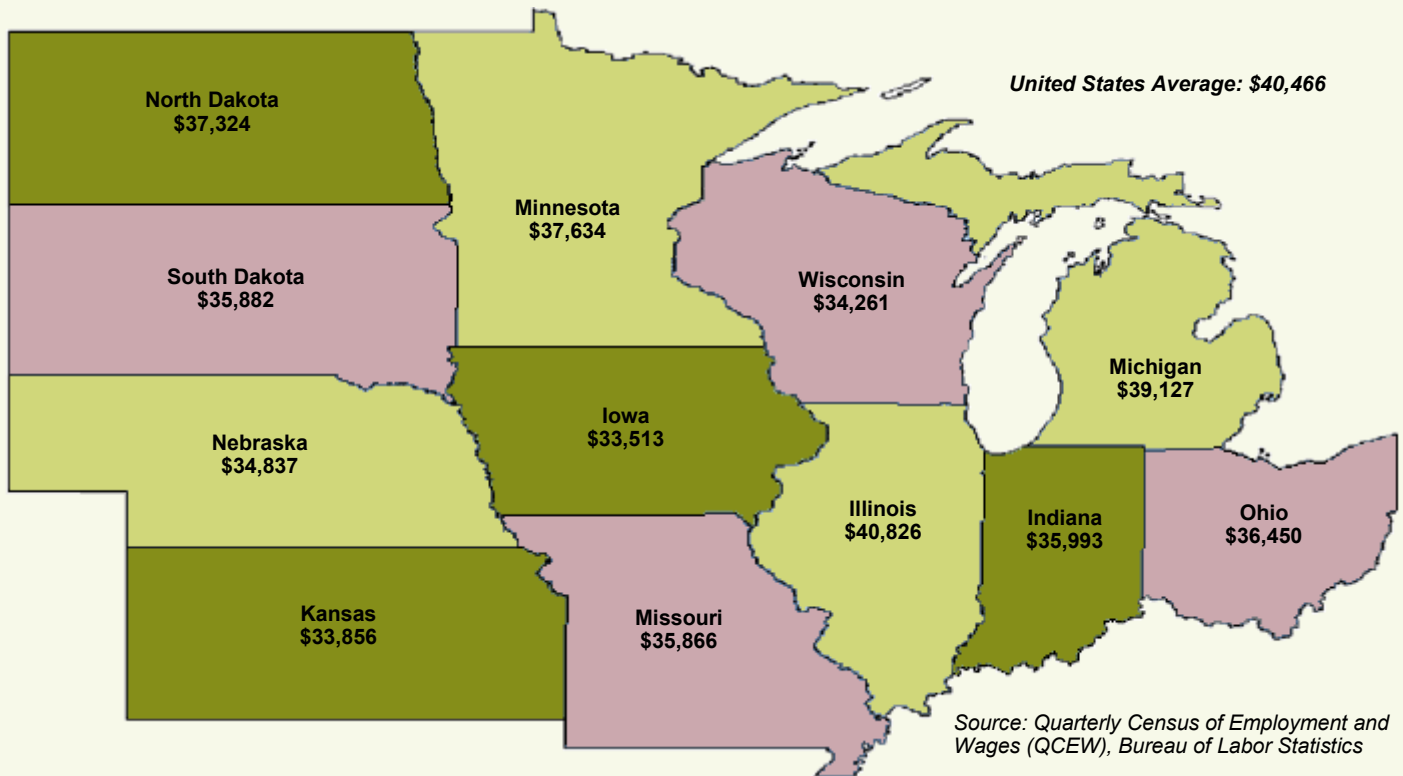 United States Average: $40,466
North Dakota
$37,324
Minnesota
$37,634
South Dakota
$35,882
Wisconsin
$34,261
Michigan
$39,127
Iowa
$33,513
Nebraska
$34,837
Illinois
$40,826
Indiana
$35,993
Ohio
$36,450
Kansas
$33,856
Missouri
$35,866
Source: Quarterly Census of Employment and
Wages (QCEW), Bureau of Labor Statistics